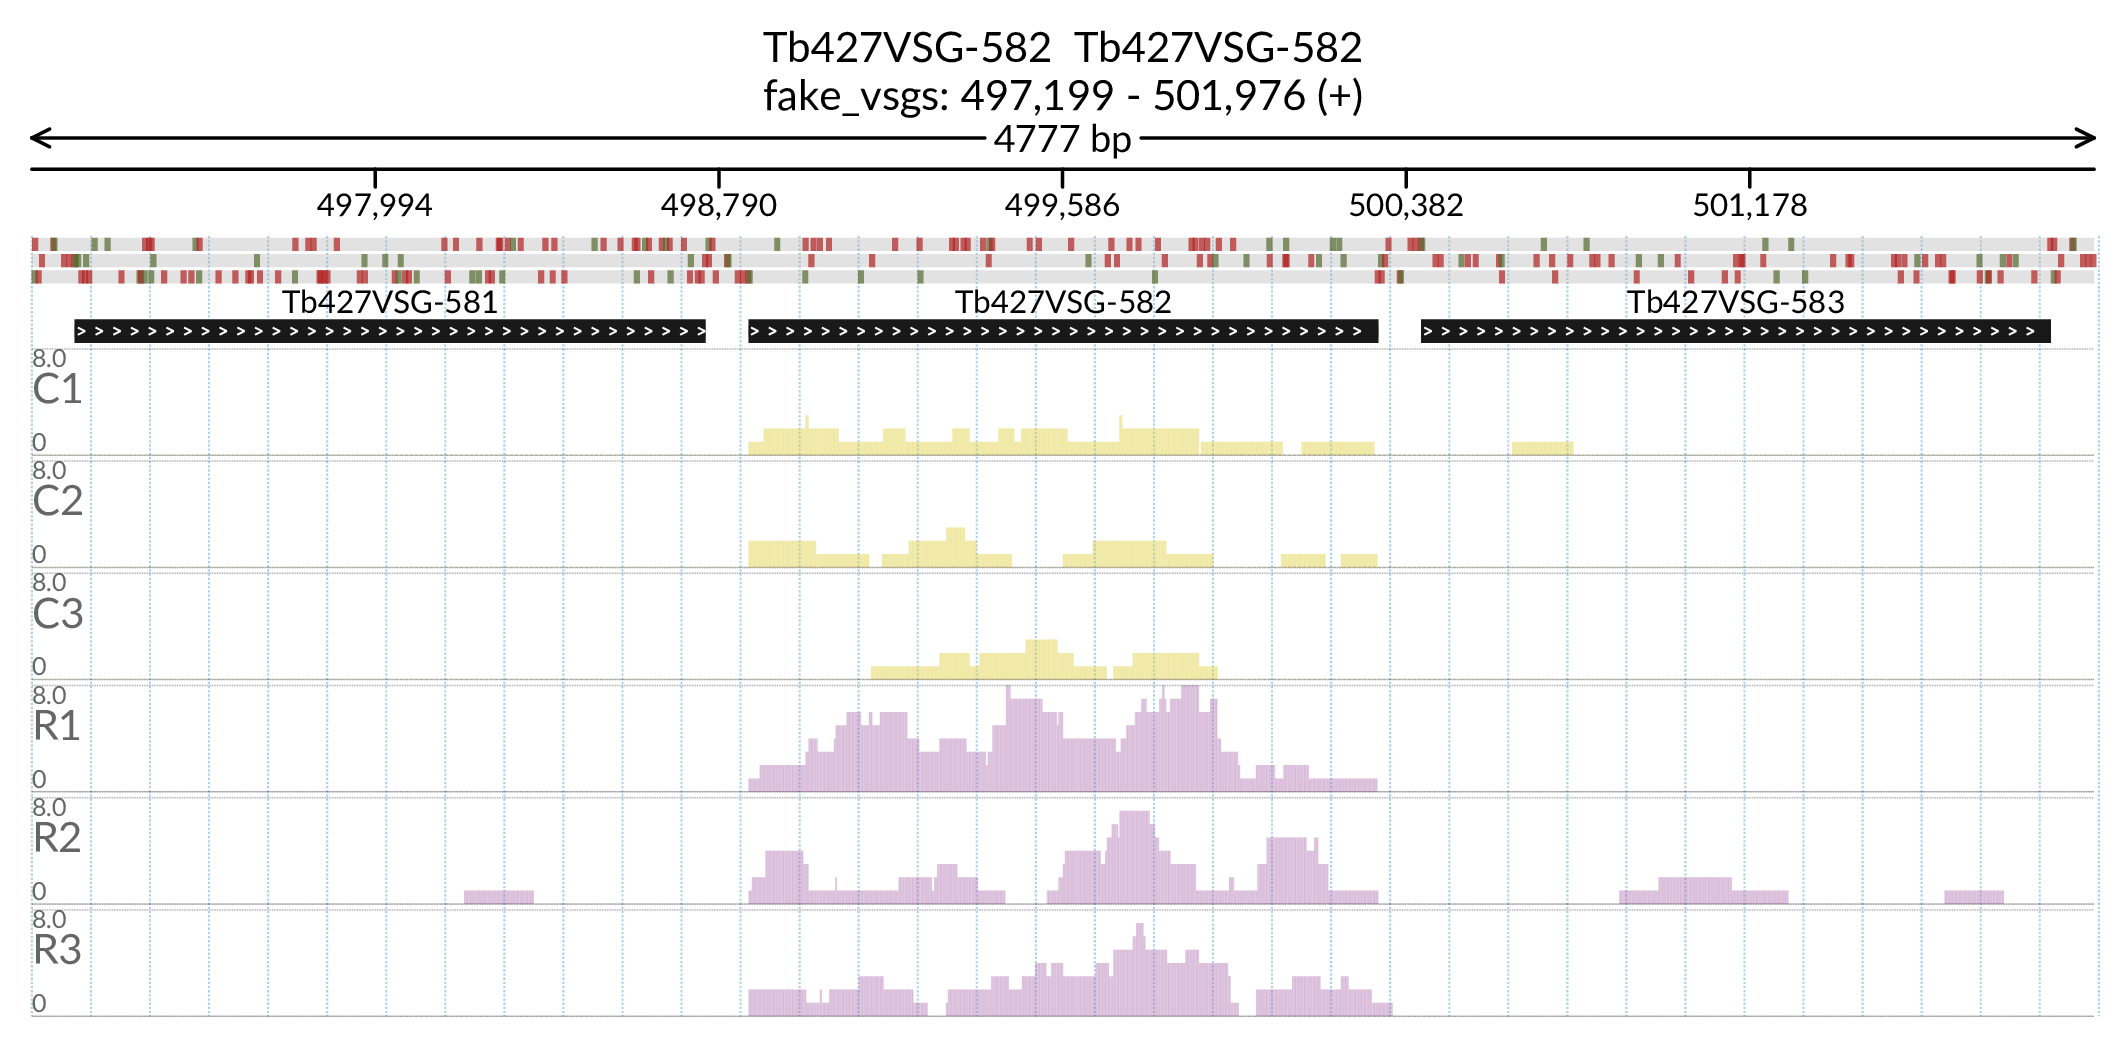 Tb427VSG-582  Tb427VSG-582
fake_vsgs: 497,199 - 501,976 (+)
4777 bp
497,994 498,790 499,586 500,382 501,178
Tb427VSG-581 Tb427VSG-582 Tb427VSG-583
8.0
C1
0
8.0
C2
0
8.0
C3
0
8.0
R1
0
8.0
R2
0
8.0
R3
0